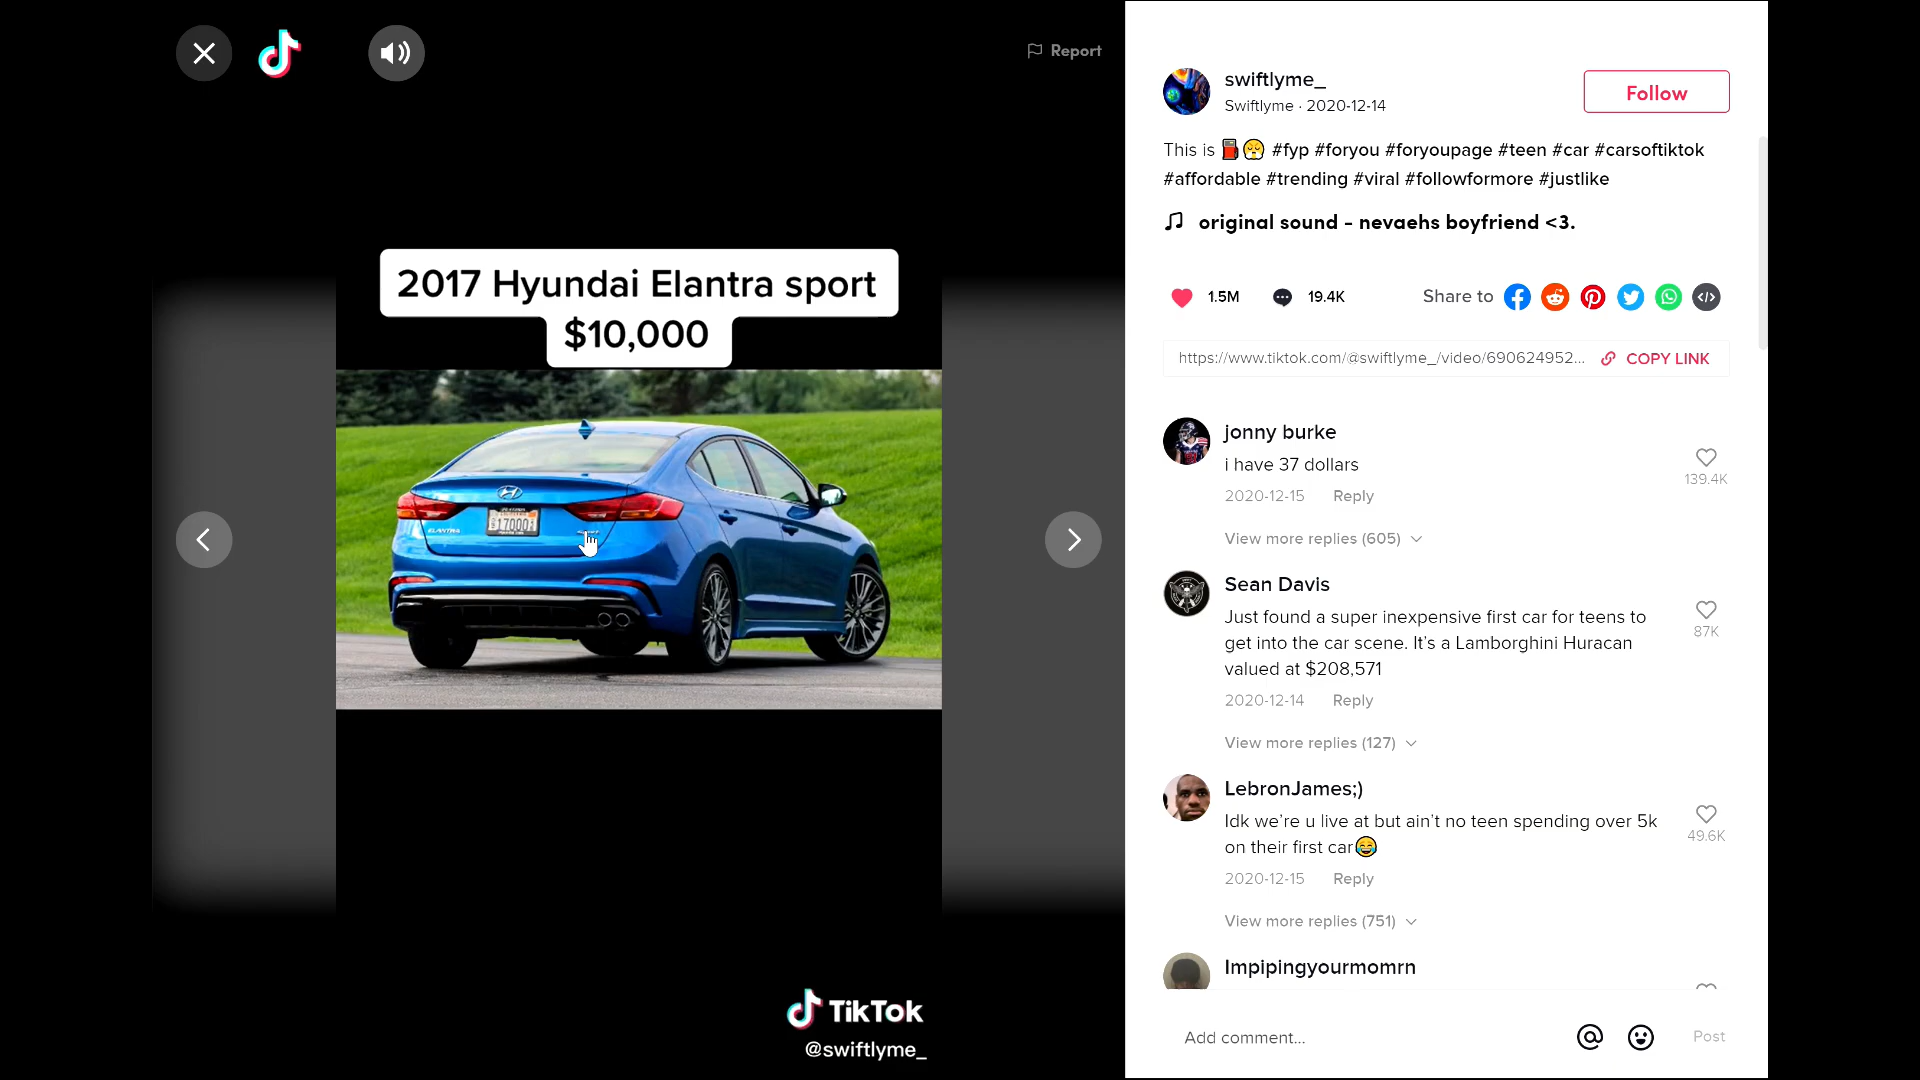 Report
2017 Hyundai Elantra sport
$10,000
ELANTRA
17000
TikTok
@swiftlyme_
swiftlyme_
Swiftlyme · 2020-12-14
Follow
This is ⛽😤 #fyp #foryou #foryoupage #teen #car #carsoftiktok
#affordable #trending #viral #followformore #justlike
original sound - nevaehs boyfriend <3.
1.5M
19.4K
Share to
https://www.tiktok.com/@swiftlyme_/video/690624952...
COPY LINK
jonny burke
i have 37 dollars
139.4K
2020-12-15 Reply
View more replies (605)
Sean Davis
Just found a super inexpensive first car for teens to
get into the car scene. It's a Lamborghini Huracan
valued at $208,571
87K
2020-12-14 Reply
View more replies (127)
LebronJames;)
Idk we're u live at but ain't no teen spending over 5k
on their first car😂
49.6K
2020-12-15 Reply
View more replies (751)
Impipingyourmomrn
Add comment...
Post